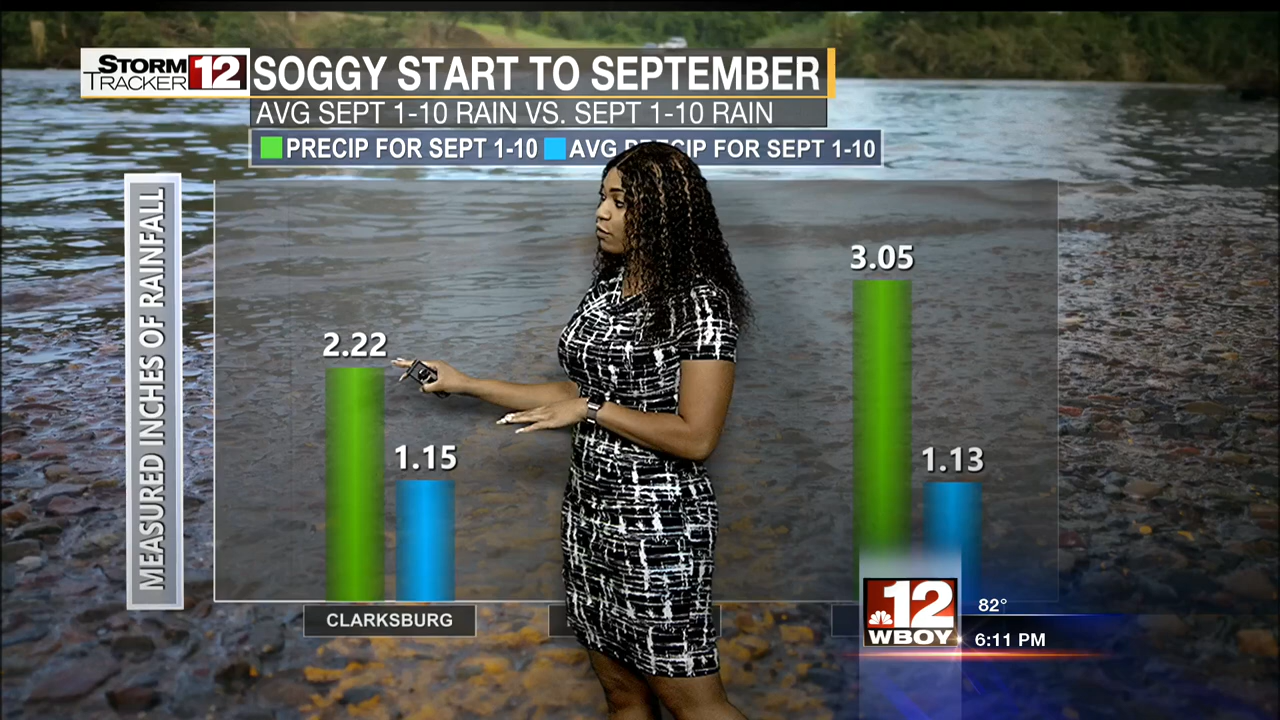 STORM TRACKER 12
SOGGY START TO SEPTEMBER
AVG SEPT 1-10 RAIN VS. SEPT 1-10 RAIN
PRECIP FOR SEPT 1-10
AVG PRECIP FOR SEPT 1-10
MEASURED INCHES OF RAINFALL
2.22
1.15
3.05
1.13
CLARKSBURG
12
WBOY
82°
6:11 PM